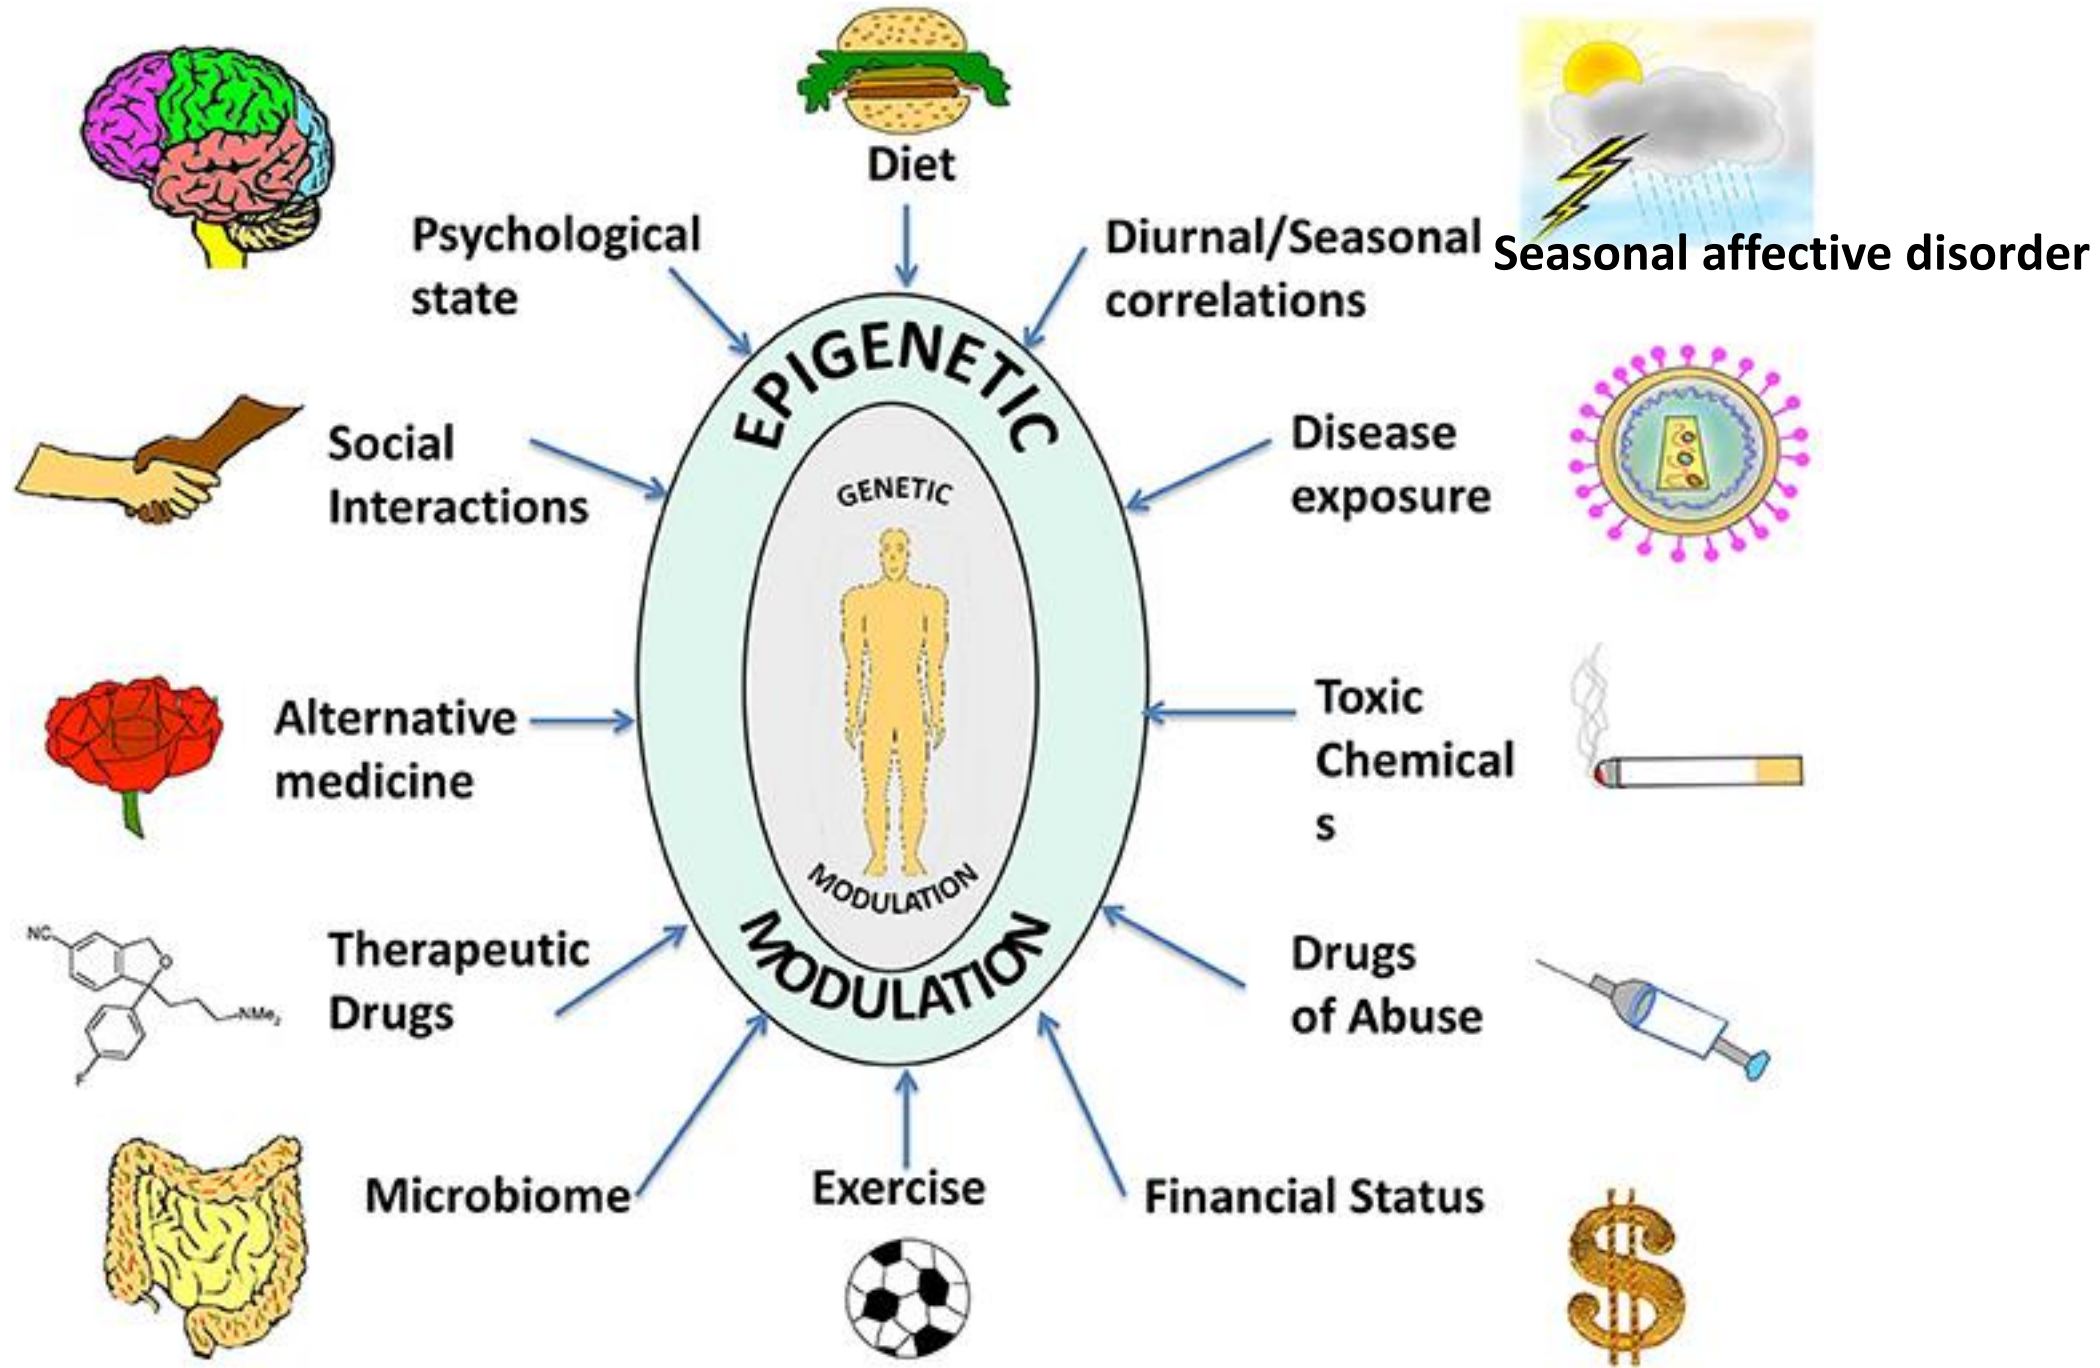 Diet
Psychological
state
Diurnal/Seasonal
correlations
Seasonal affective disorder
EPIGENETIC
GENETIC
MODULATION
MODULATION
Social
Interactions
Disease
exposure
Alternative
medicine
Toxic
Chemical
s
NC
O
NMe2
F
Therapeutic
Drugs
Drugs
of Abuse
Microbiome
Exercise
Financial Status
$